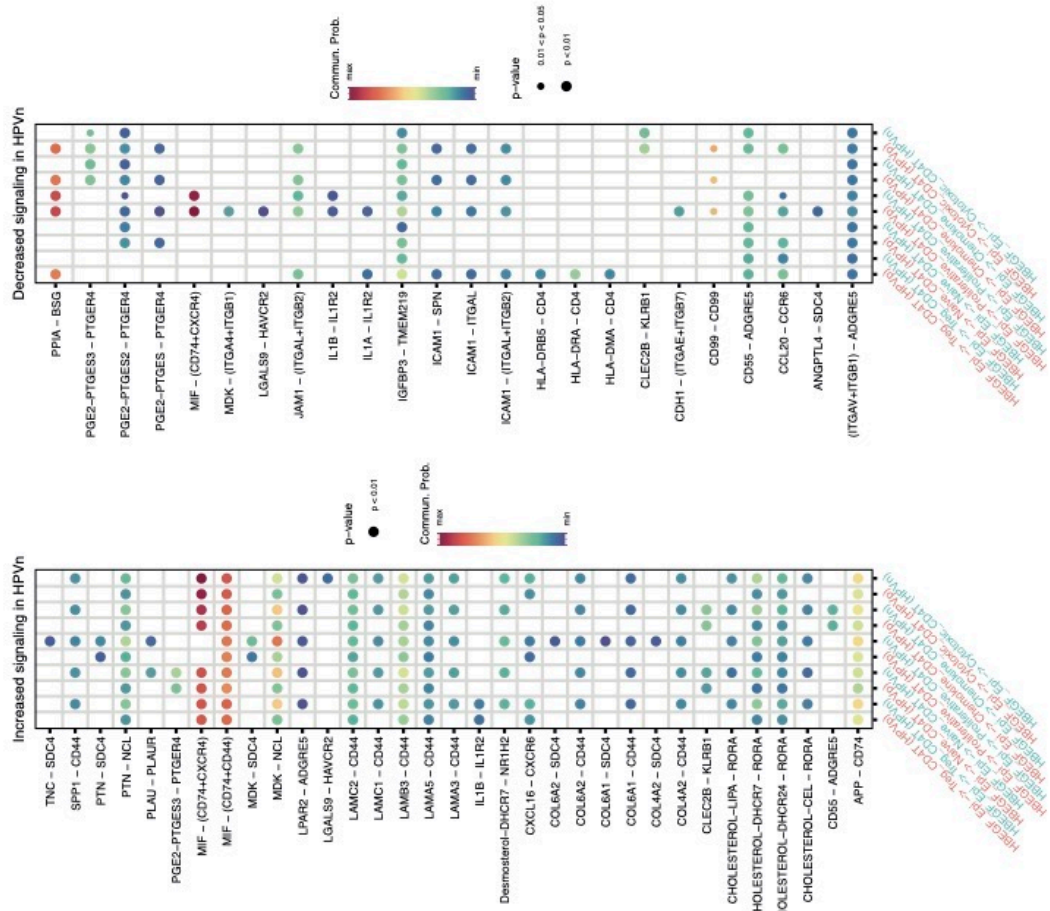 Decreased signaling in HPVn
PPIA – BSG
PGE2–PTGES3 – PTGER4
PGE2–PTGES2 – PTGER4
PGE2–PTGES – PTGER4
MIF – (CD74+CXCR4)
MDK – (ITGA4+ITGB1)
LGALS9 – HAVCR2
JAM1 – (ITGAL+ITGB2)
IL1B – IL1R2
IL1A – IL1R2
IGFBP3 – TMEM219
ICAM1 – SPN
ICAM1 – ITGAL
ICAM1 – (ITGAL+ITGB2)
HLA–DRB5 – CD4
HLA–DRA – CD4
HLA–DMA – CD4
CLEC2B – KLRB1
CDH1 – (ITGAE+ITGB7)
CD99 – CD99
CD55 – ADGRE5
CCL20 – CCR6
ANGPTL4 – SDC4
(ITGAV+ITGB1) – ADGRE5
Commun. Prob.
max
min
p-value
0.01 < p < 0.05
p < 0.01
Increased signaling in HPVn
TNC – SDC4
SPP1 – CD44
PTN – SDC4
PTN – NCL
PLAU – PLAUR
PGE2–PTGES3 – PTGER4
MIF – (CD74+CXCR4)
MIF – (CD74+CD44)
MDK – SDC4
MDK – NCL
LPAR2 – ADGRE5
LGALS9 – HAVCR2
LAMC2 – CD44
LAMC1 – CD44
LAMB3 – CD44
LAMA5 – CD44
LAMA3 – CD44
IL1B – IL1R2
Desmosterol–DHCR7 – NR1H2
CXCL16 – CXCR6
COL6A2 – SDC4
COL6A2 – CD44
COL6A1 – SDC4
COL6A1 – CD44
COL4A2 – SDC4
COL4A2 – CD44
CLEC2B – KLRB1
CHOLESTEROL–LIPA – RORA
HOLESTEROL–DHCR7 – RORA
OLESTEROL–DHCR24 – RORA
CHOLESTEROL–CEL – RORA
CD55 – ADGRE5
APP – CD74
p-value
p < 0.01
Commun. Prob.
max
min